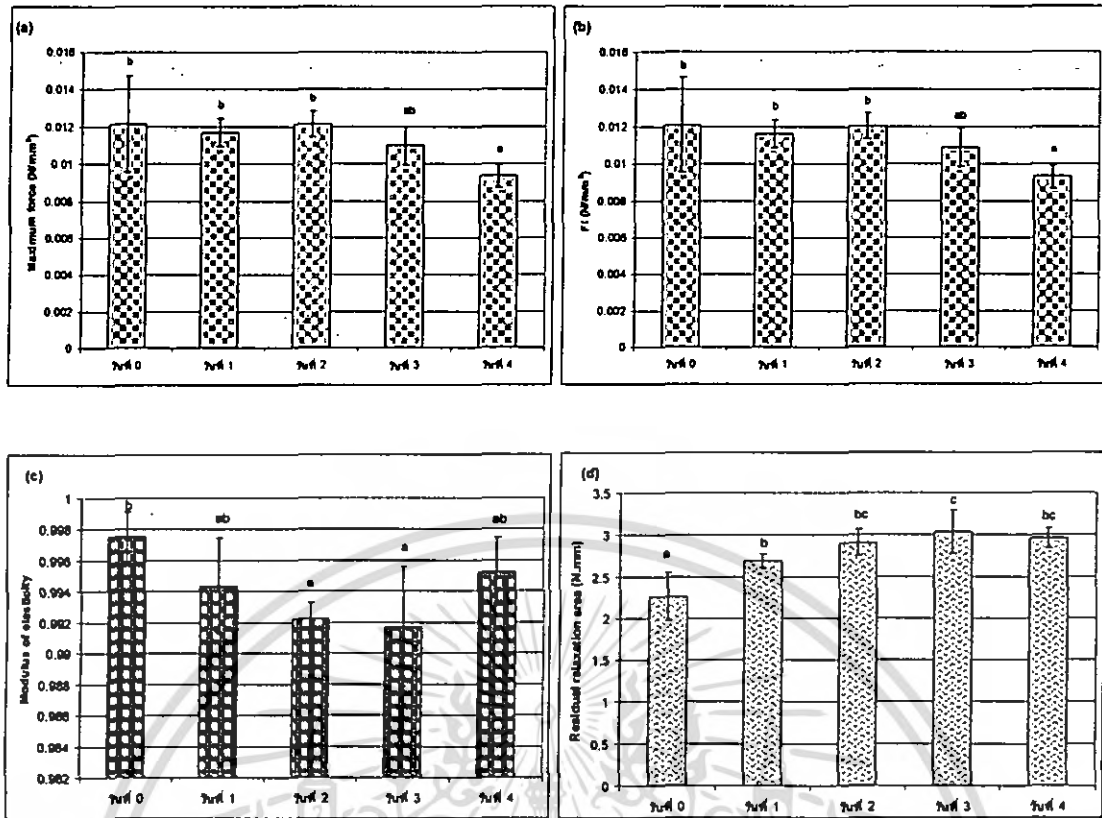 (a)
0.016
0.014
0.012
0.01
0.008
0.006
0.004
0.002
0
Maximum force (N/mm²)
b
b
b
ab
a
วันที่ 0
วันที่ 1
วันที่ 2
วันที่ 3
วันที่ 4
(b)
0.016
0.014
0.012
0.01
0.008
0.006
0.004
0.002
0
b
b
b
ab
a
วันที่ 0
วันที่ 1
วันที่ 2
วันที่ 3
วันที่ 4
(c)
1
0.998
0.996
0.994
0.992
0.99
0.988
0.986
0.984
0.982
Modulus of elasticity
b
ab
a
a
ab
วันที่ 0
วันที่ 1
วันที่ 2
วันที่ 3
วันที่ 4
(d)
3.5
3
2.5
2
1.5
1
0.5
0
Residual relaxation area (N.mm)
a
b
bc
c
bc
วันที่ 0
วันที่ 1
วันที่ 2
วันที่ 3
วันที่ 4